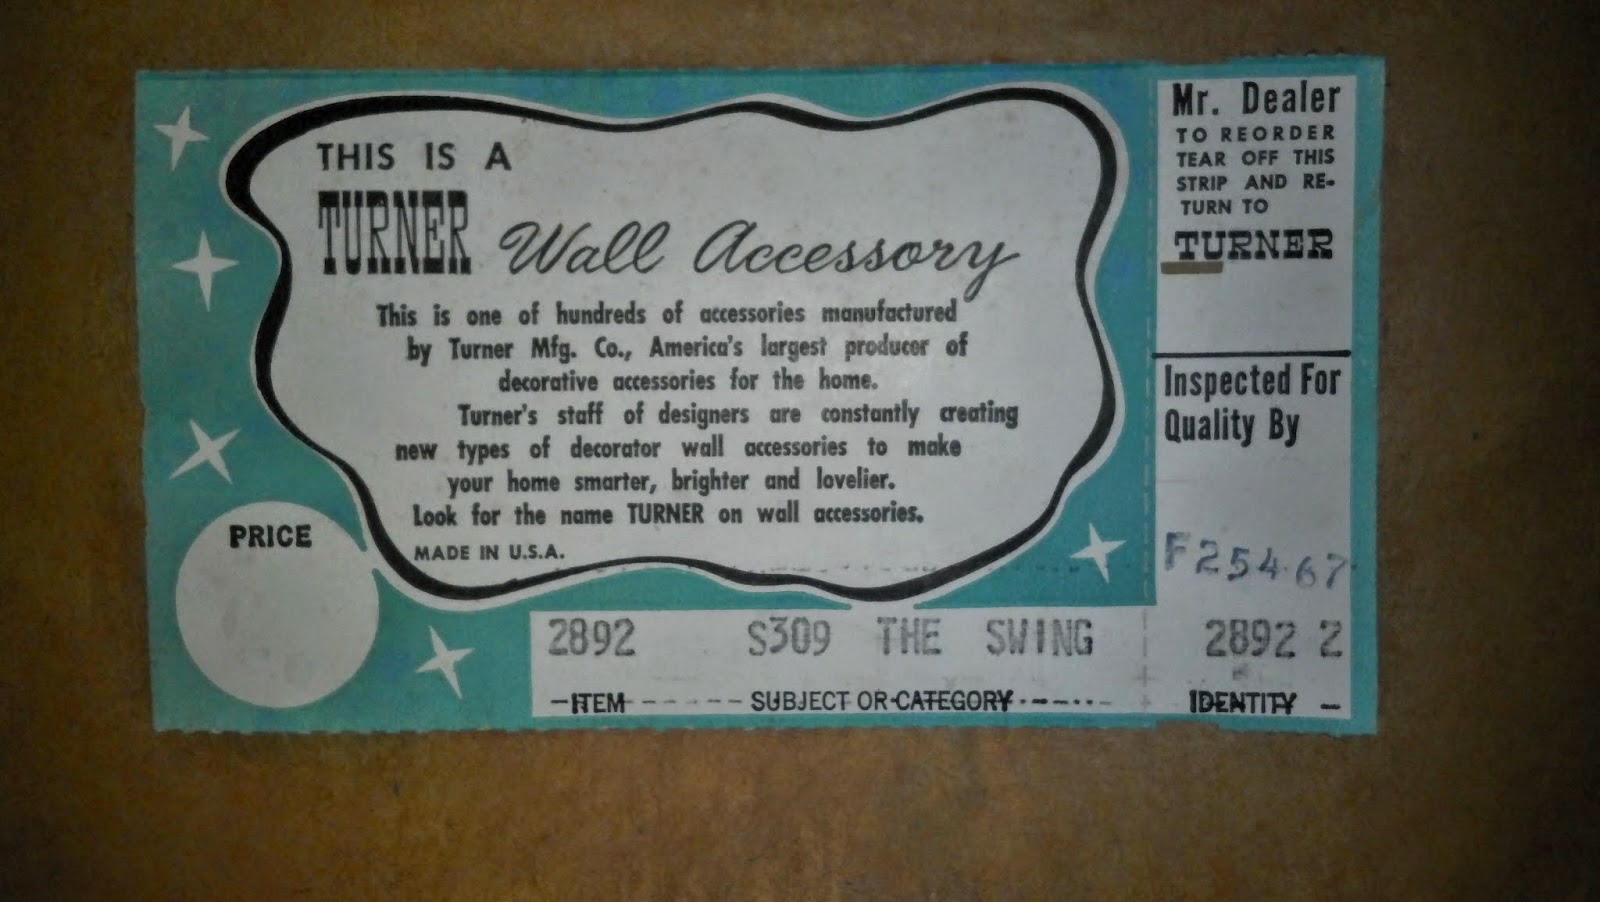 THIS IS A
TURNER Wall Accessory
This is one of hundreds of accessories manufactured
by Turner Mfg. Co., America's largest producer of
decorative accessories for the home.
Turner's staff of designers are constantly creating
new types of decorator wall accessories to make
your home smarter, brighter and lovelier.
Look for the name TURNER on wall accessories.
MADE IN U.S.A.
PRICE
2892 S309 THE SWING
ITEM SUBJECT OR CATEGORY
Mr. Dealer
TO REORDER
TEAR OFF THIS
STRIP AND RE-
TURN TO
TURNER
Inspected For
Quality By
F254·67
2892 2
IDENTITY